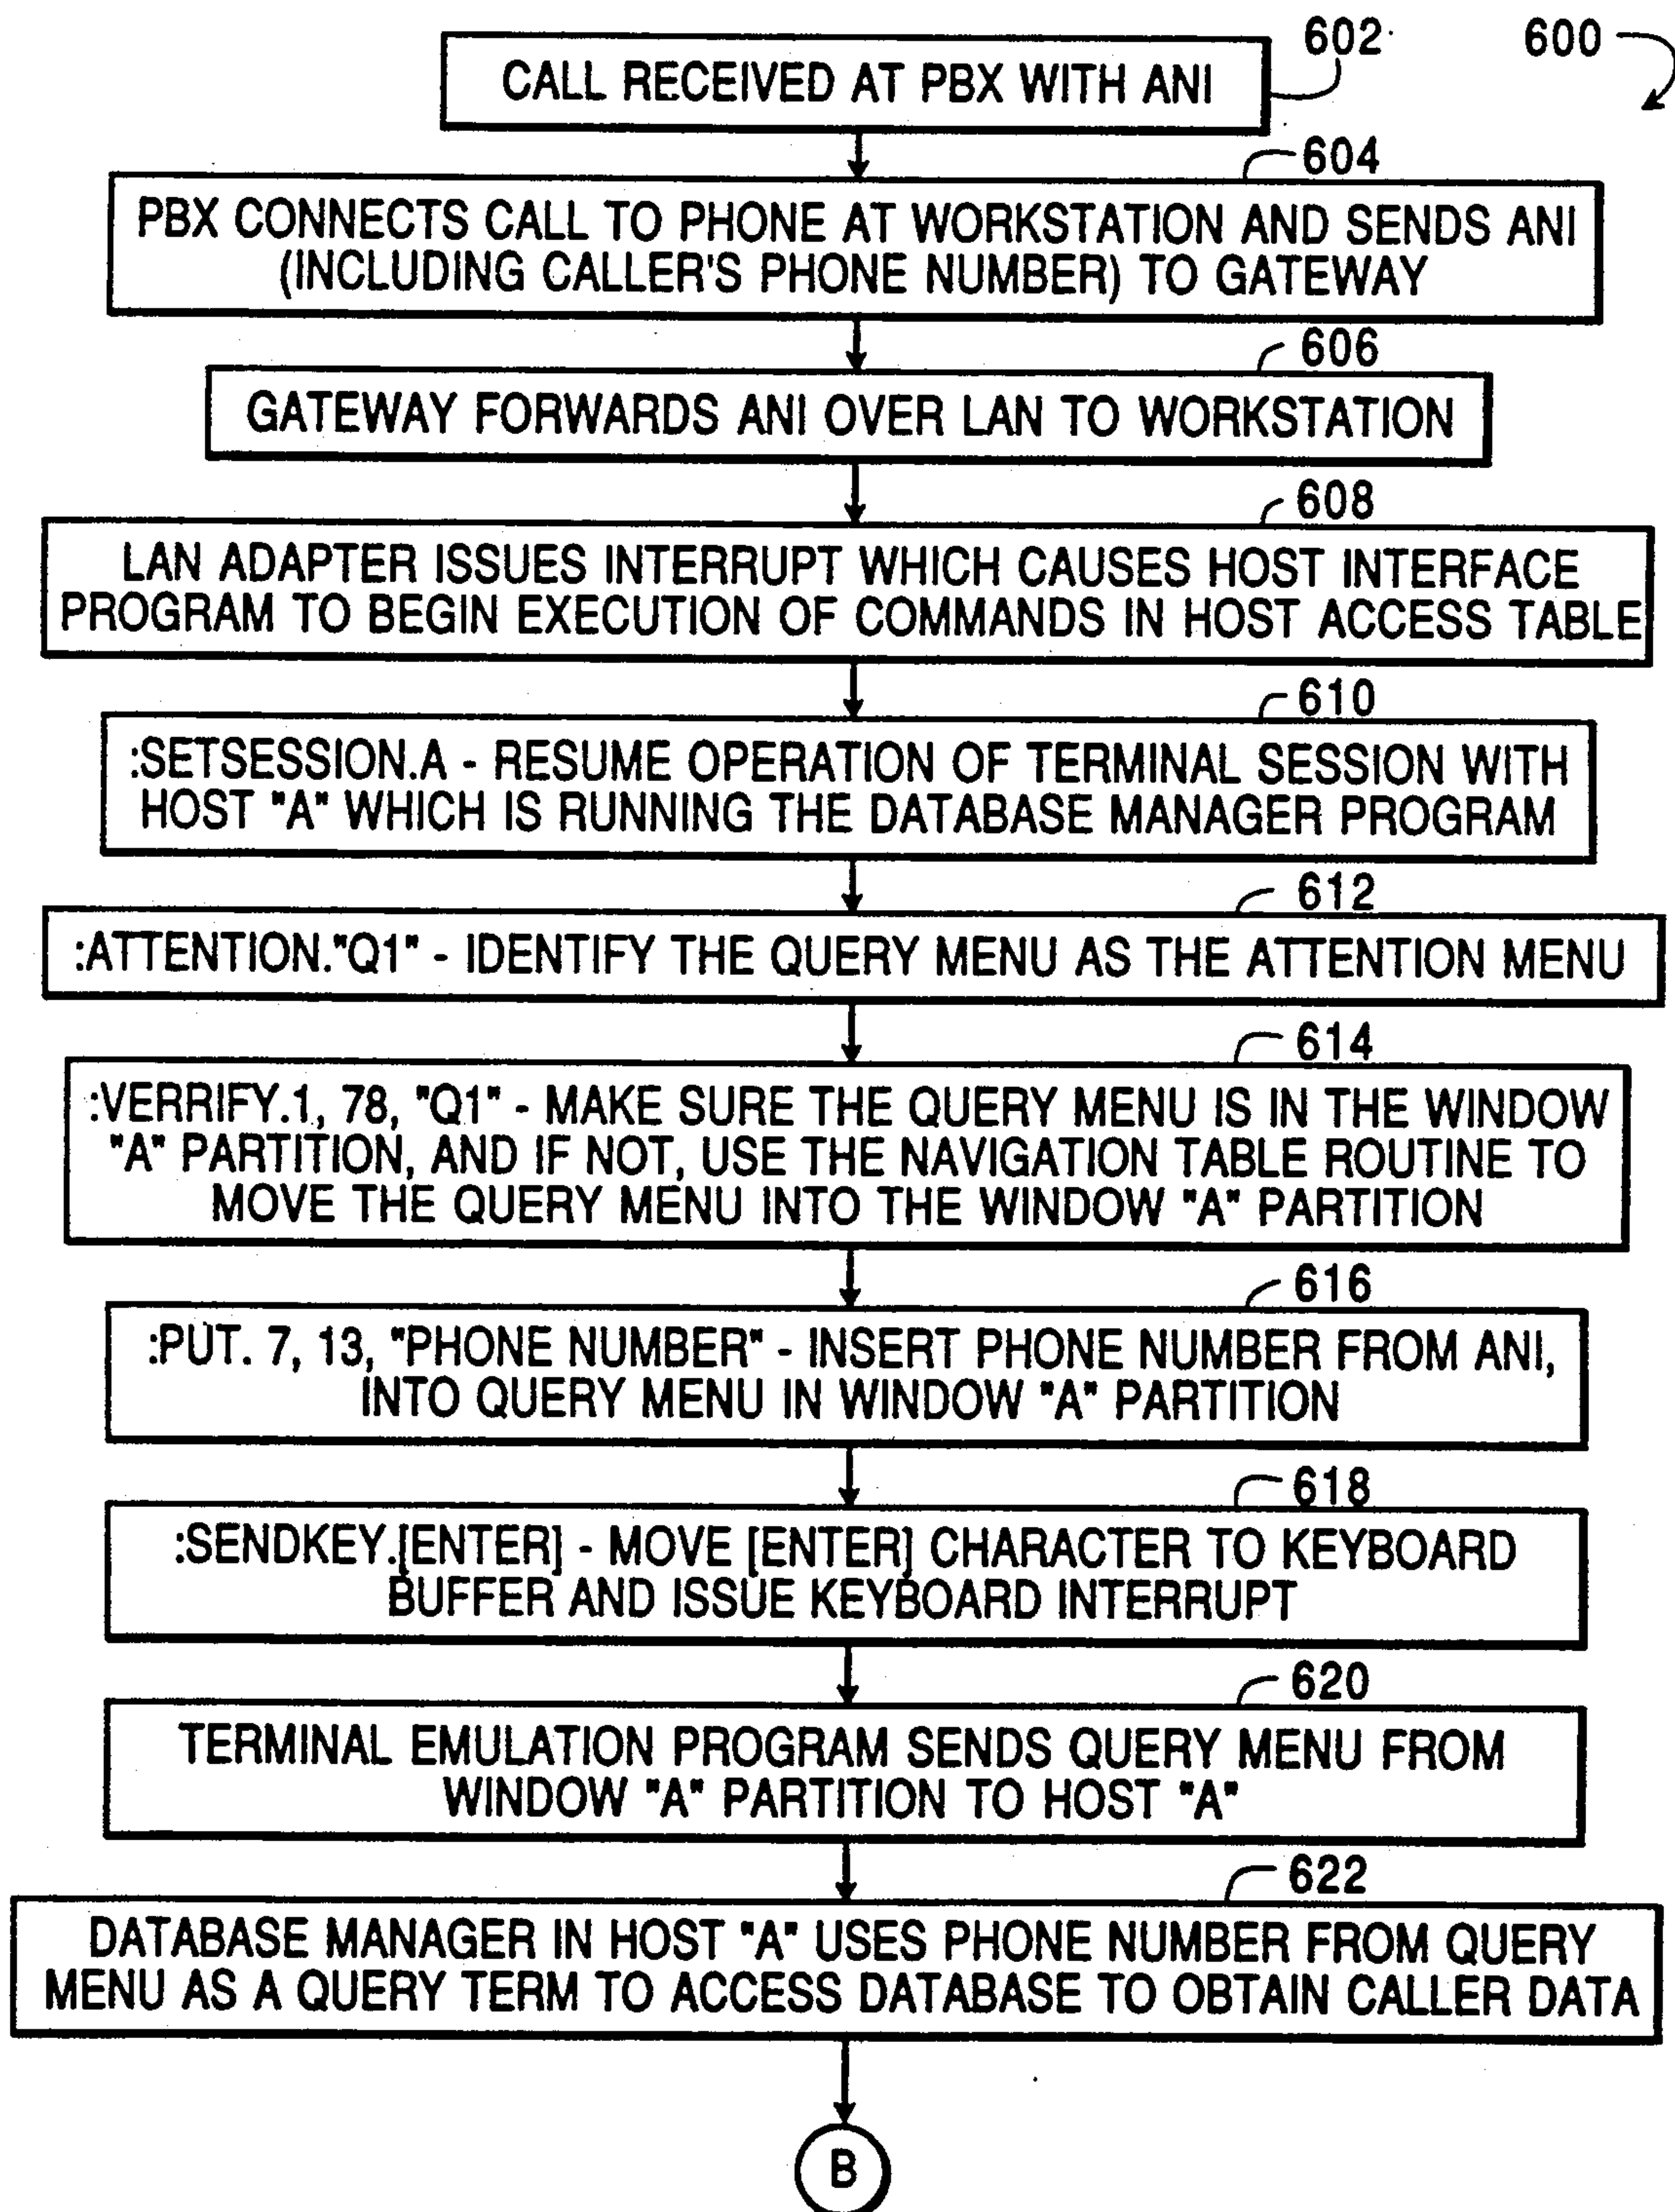 602
600
CALL RECEIVED AT PBX WITH ANI
604
PBX CONNECTS CALL TO PHONE AT WORKSTATION AND SENDS ANI
(INCLUDING CALLER'S PHONE NUMBER) TO GATEWAY
606
GATEWAY FORWARDS ANI OVER LAN TO WORKSTATION
608
LAN ADAPTER ISSUES INTERRUPT WHICH CAUSES HOST INTERFACE
PROGRAM TO BEGIN EXECUTION OF COMMANDS IN HOST ACCESS TABLE
610
:SETSESSION.A - RESUME OPERATION OF TERMINAL SESSION WITH
HOST "A" WHICH IS RUNNING THE DATABASE MANAGER PROGRAM
612
:ATTENTION."Q1" - IDENTIFY THE QUERY MENU AS THE ATTENTION MENU
614
:VERRIFY.1, 78, "Q1" - MAKE SURE THE QUERY MENU IS IN THE WINDOW
"A" PARTITION, AND IF NOT, USE THE NAVIGATION TABLE ROUTINE TO
MOVE THE QUERY MENU INTO THE WINDOW "A" PARTITION
616
:PUT. 7, 13, "PHONE NUMBER" - INSERT PHONE NUMBER FROM ANI,
INTO QUERY MENU IN WINDOW "A" PARTITION
618
:SENDKEY.[ENTER] - MOVE [ENTER] CHARACTER TO KEYBOARD
BUFFER AND ISSUE KEYBOARD INTERRUPT
620
TERMINAL EMULATION PROGRAM SENDS QUERY MENU FROM
WINDOW "A" PARTITION TO HOST "A"
622
DATABASE MANAGER IN HOST "A" USES PHONE NUMBER FROM QUERY
MENU AS A QUERY TERM TO ACCESS DATABASE TO OBTAIN CALLER DATA
B